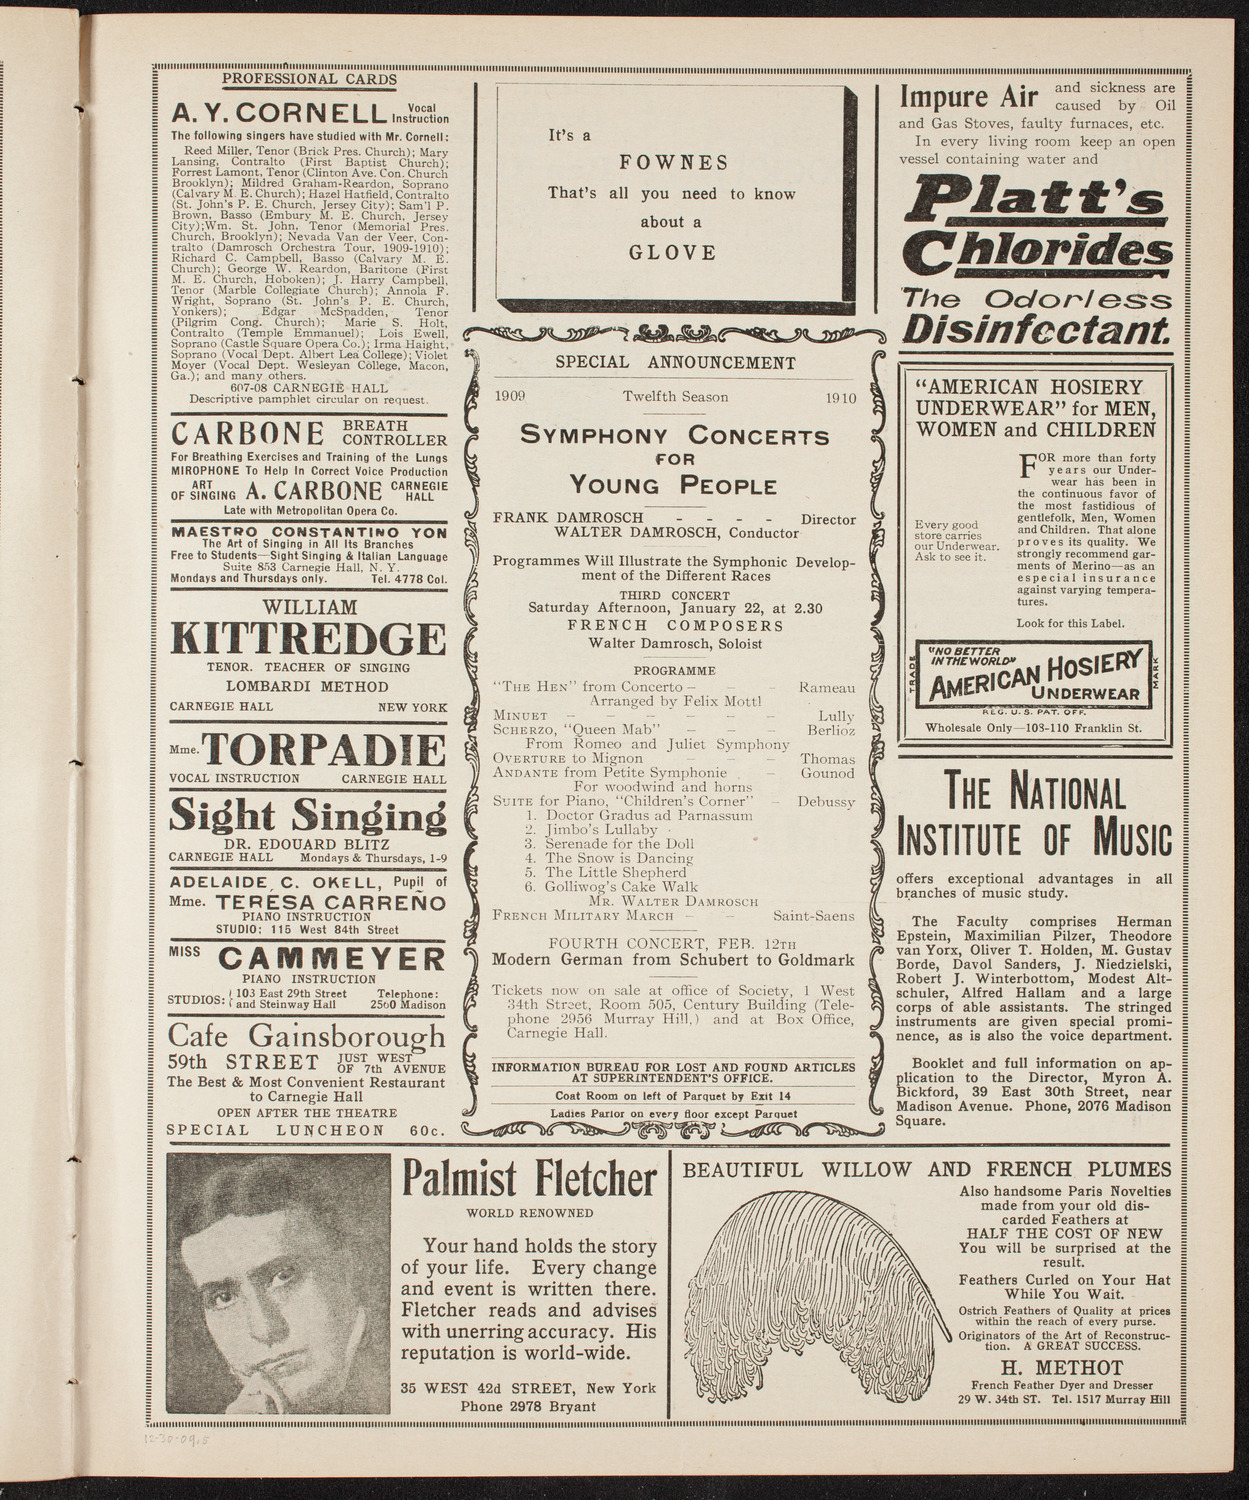 PROFESSIONAL CARDS
A. Y. CORNELL Vocal Instruction
The following singers have studied with Mr. Cornell:
Reed Miller, Tenor (Brick Pres. Church); Mary
Lansing, Contralto (First Baptist Church);
Forrest Lamont, Tenor (Clinton Ave. Con. Church
Brooklyn); Mildred Graham-Reardon, Soprano
(Calvary M. E. Church); Hazel Hatfield, Contralto
(St. John's P. E. Church, Jersey City); Sam'l P.
Brown, Basso (Embury M. E. Church, Jersey
City); Wm. St. John, Tenor (Memorial Pres.
Church, Brooklyn); Nevada Van der Veer, Con-
tralto (Damrosch Orchestra Tour, 1909-1910);
Richard C. Campbell, Basso (Calvary M. E.
Church); George W. Reardon, Baritone (First
M. E. Church, Hoboken); J. Harry Campbell,
Tenor (Marble Collegiate Church); Annola F.
Wright, Soprano (St. John's P. E. Church,
Yonkers); Edgar McSpadden, Tenor
(Pilgrim Cong. Church); Marie S. Holt,
Contralto (Temple Emmanuel); Lois Ewell,
Soprano (Castle Square Opera Co.); Irma Haight,
Soprano (Vocal Dept. Albert Lea College); Violet
Moyer (Vocal Dept. Wesleyan College, Macon,
Ga.); and many others.
607-08 CARNEGIE HALL
Descriptive pamphlet circular on request.
CARBONE BREATH CONTROLLER
For Breathing Exercises and Training of the Lungs
MIROPHONE To Help In Correct Voice Production
ART OF SINGING A. CARBONE CARNEGIE HALL
Late with Metropolitan Opera Co.
MAESTRO CONSTANTINO YON
The Art of Singing in All Its Branches
Free to Students—Sight Singing & Italian Language
Suite 853 Carnegie Hall, N. Y.
Mondays and Thursdays only. Tel. 4778 Col.
WILLIAM
KITTREDGE
TENOR. TEACHER OF SINGING
LOMBARDI METHOD
CARNEGIE HALL NEW YORK
Mme. TORPADIE
VOCAL INSTRUCTION CARNEGIE HALL
Sight Singing
DR. EDOUARD BLITZ
CARNEGIE HALL Mondays & Thursdays, 1-9
ADELAIDE C. OKELL, Pupil of
Mme. TERESA CARREÑO
PIANO INSTRUCTION
STUDIO: 115 West 84th Street
MISS CAMMEYER
PIANO INSTRUCTION
STUDIOS: { 103 East 29th Street Telephone:
{ and Steinway Hall 2560 Madison
Cafe Gainsborough
59th STREET JUST WEST OF 7th AVENUE
The Best & Most Convenient Restaurant
to Carnegie Hall
OPEN AFTER THE THEATRE
SPECIAL LUNCHEON 60c.
It's a
FOWNES
That's all you need to know
about a
GLOVE
SPECIAL ANNOUNCEMENT
1909 Twelfth Season 1910
SYMPHONY CONCERTS
FOR
YOUNG PEOPLE
FRANK DAMROSCH - - - - Director
WALTER DAMROSCH, Conductor
Programmes Will Illustrate the Symphonic Develop-
ment of the Different Races
THIRD CONCERT
Saturday Afternoon, January 22, at 2.30
FRENCH COMPOSERS
Walter Damrosch, Soloist
PROGRAMME
"THE HEN" from Concerto - - - Rameau
Arranged by Felix Mottl
MINUET - - - - - - Lully
SCHERZO, "Queen Mab" - - - Berlioz
From Romeo and Juliet Symphony
OVERTURE to Mignon - - - Thomas
ANDANTE from Petite Symphonie - Gounod
For woodwind and horns
SUITE for Piano, "Children's Corner" - Debussy
1. Doctor Gradus ad Parnassum
2. Jimbo's Lullaby
3. Serenade for the Doll
4. The Snow is Dancing
5. The Little Shepherd
6. Golliwog's Cake Walk
MR. WALTER DAMROSCH
FRENCH MILITARY MARCH - - Saint-Saens
FOURTH CONCERT, FEB. 12TH
Modern German from Schubert to Goldmark
Tickets now on sale at office of Society, 1 West
34th Street, Room 505, Century Building (Tele-
phone 2956 Murray Hill,) and at Box Office,
Carnegie Hall.
INFORMATION BUREAU FOR LOST AND FOUND ARTICLES
AT SUPERINTENDENT'S OFFICE.
Coat Room on left of Parquet by Exit 14
Ladies Parlor on every floor except Parquet
Impure Air and sickness are
caused by Oil
and Gas Stoves, faulty furnaces, etc.
In every living room keep an open
vessel containing water and
Platt's
Chlorides
The Odorless
Disinfectant.
"AMERICAN HOSIERY
UNDERWEAR" for MEN,
WOMEN and CHILDREN
Every good
store carries
our Underwear.
Ask to see it.
FOR more than forty
years our Under-
wear has been in
the continuous favor of
the most fastidious of
gentlefolk, Men, Women
and Children. That alone
proves its quality. We
strongly recommend gar-
ments of Merino—as an
especial insurance
against varying tempera-
tures.
Look for this Label.
TRADE MARK
"NO BETTER
IN THE WORLD"
AMERICAN HOSIERY
UNDERWEAR
REG. U. S. PAT. OFF.
Wholesale Only—108-110 Franklin St.
THE NATIONAL
INSTITUTE OF MUSIC
offers exceptional advantages in all
branches of music study.
The Faculty comprises Herman
Epstein, Maximilian Pilzer, Theodore
van Yorx, Oliver T. Holden, M. Gustav
Borde, Davol Sanders, J. Niedzielski,
Robert J. Winterbottom, Modest Alt-
schuler, Alfred Hallam and a large
corps of able assistants. The stringed
instruments are given special promi-
nence, as is also the voice department.
Booklet and full information on ap-
plication to the Director, Myron A.
Bickford, 39 East 30th Street, near
Madison Avenue. Phone, 2076 Madison
Square.
Palmist Fletcher
WORLD RENOWNED
Your hand holds the story
of your life. Every change
and event is written there.
Fletcher reads and advises
with unerring accuracy. His
reputation is world-wide.
35 WEST 42d STREET, New York
Phone 2978 Bryant
BEAUTIFUL WILLOW AND FRENCH PLUMES
Also handsome Paris Novelties
made from your old dis-
carded Feathers at
HALF THE COST OF NEW
You will be surprised at the
result.
Feathers Curled on Your Hat
While You Wait.
Ostrich Feathers of Quality at prices
within the reach of every purse.
Originators of the Art of Reconstruc-
tion. A GREAT SUCCESS.
H. METHOT
French Feather Dyer and Dresser
29 W. 34th ST. Tel. 1517 Murray Hill
12-30-09.5